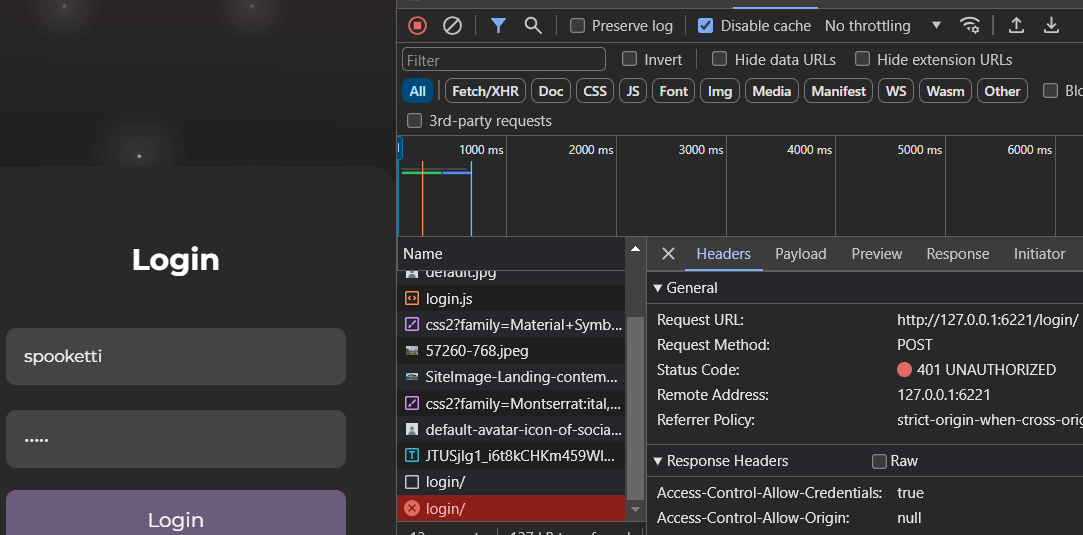 Preserve log
Disable cache
No throttling
Filter
Invert
Hide data URLs
Hide extension URLs
All
Fetch/XHR
Doc
CSS
JS
Font
Img
Media
Manifest
WS
Wasm
Other
3rd-party requests
1000 ms
2000 ms
3000 ms
4000 ms
5000 ms
6000 ms
Login
spooketti
•••••
Login
Name
default.jpg
login.js
css2?family=Material+Symb...
57260-768.jpeg
SiteImage-Landing-contem...
css2?family=Montserrat:ital,...
default-avatar-icon-of-socia...
login/
login/
Headers
Payload
Preview
Response
Initiator
General
Request URL: http://127.0.0.1:6221/login/
Request Method: POST
Status Code: 401 UNAUTHORIZED
Remote Address: 127.0.0.1:6221
Referrer Policy: strict-origin-when-cross-orig
Response Headers
Raw
Access-Control-Allow-Credentials: true
Access-Control-Allow-Origin: null